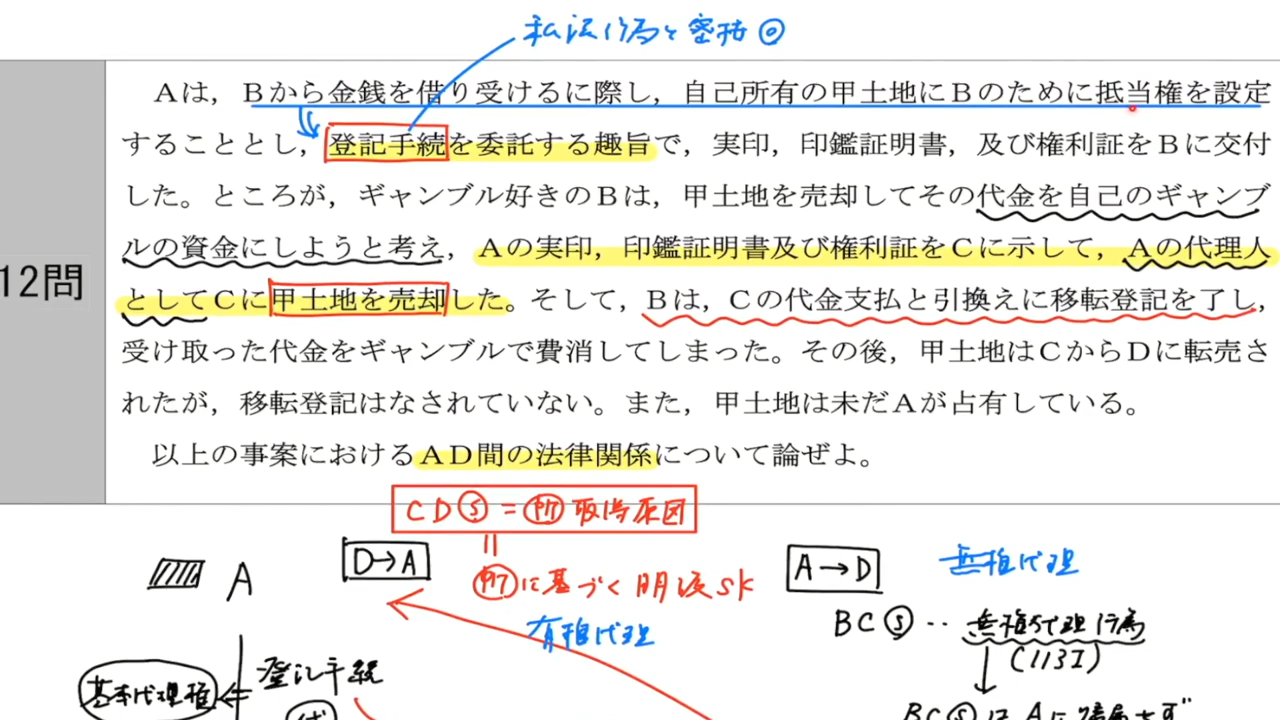 私法行為と密接◎
Aは，Bから金銭を借り受けるに際し，自己所有の甲土地にBのために抵当権を設定
することとし，登記手続を委託する趣旨で，実印，印鑑証明書，及び権利証をBに交付
した。ところが，ギャンブル好きのBは，甲土地を売却してその代金を自己のギャンブ
ルの資金にしようと考え，Aの実印，印鑑証明書及び権利証をCに示して，Aの代理人
12問
としてCに甲土地を売却した。そして，Bは，Cの代金支払と引換えに移転登記を了し，
受け取った代金をギャンブルで費消してしまった。その後，甲土地はCからDに転売さ
れたが，移転登記はなされていない。また，甲土地は未だAが占有している。
以上の事案におけるAD間の法律関係について論ぜよ。
CDⓈ=㋐取得原因
A
D→A
に基づく明渡SK
有権代理
A→D
無権代理
BCⓈ‥無権代理行為
(113I)
基本代理権
登記手続
代
BCⓈは Aに帰属せず